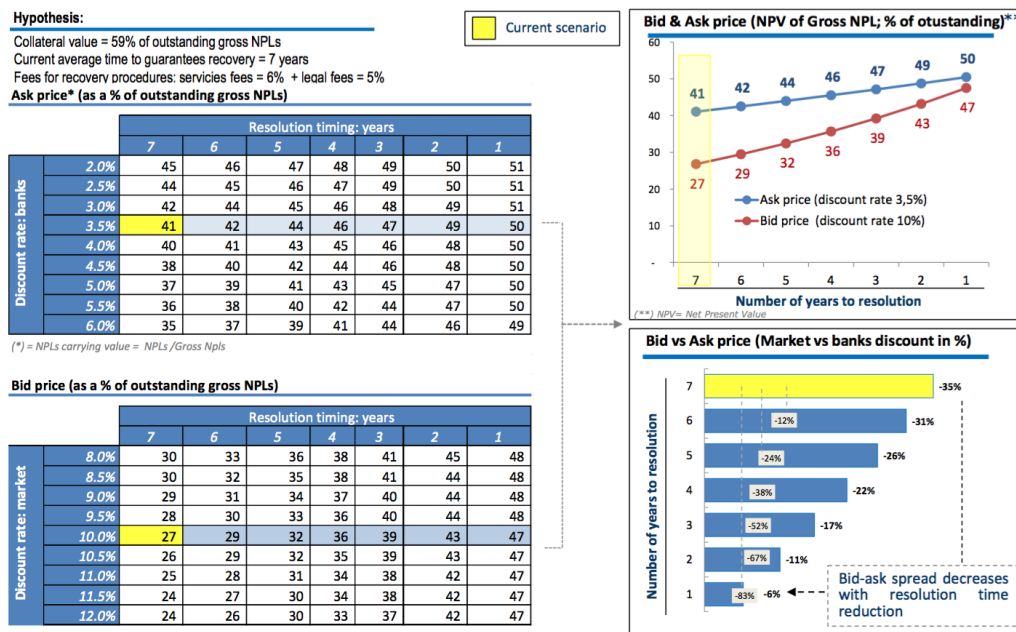 Hypothesis:
Collateral value = 59% of outstanding gross NPLs
Current average time to guarantees recovery = 7 years
Fees for recovery procedures: servicies fees = 6% + legal fees = 5%
Current scenario
Ask price* (as a % of outstanding gross NPLs)
Resolution timing: years
7 6 5 4 3 2 1
Discount rate: banks
2.0% 45 46 47 48 49 50 51
2.5% 44 45 46 47 49 50 51
3.0% 42 44 45 46 48 49 51
3.5% 41 42 44 46 47 49 50
4.0% 40 41 43 45 46 48 50
4.5% 38 40 42 44 46 48 50
5.0% 37 39 41 43 45 47 50
5.5% 36 38 40 42 44 47 50
6.0% 35 37 39 41 44 46 49
(*) = NPLs carrying value = NPLs /Gross Npls
Bid price (as a % of outstanding gross NPLs)
Resolution timing: years
7 6 5 4 3 2 1
Discount rate: market
8.0% 30 33 36 38 41 45 48
8.5% 30 32 35 38 41 44 48
9.0% 29 31 34 37 40 44 48
9.5% 28 30 33 36 40 44 48
10.0% 27 29 32 36 39 43 47
10.5% 26 29 32 35 39 43 47
11.0% 25 28 31 34 38 42 47
11.5% 24 27 30 34 38 42 47
12.0% 24 26 30 33 37 42 47
Bid & Ask price (NPV of Gross NPL; % of otustanding)**
60
50
40
30
20
10
-
41 42 44 46 47 49 50
27 29 32 36 39 43 47
Ask price (discount rate 3,5%)
Bid price (discount rate 10%)
7 6 5 4 3 2 1
Number of years to resolution
(**) NPV= Net Present Value
Bid vs Ask price (Market vs banks discount in %)
Number of years to resolution
7 -35%
6 -12% -31%
5 -24% -26%
4 -38% -22%
3 -52% -17%
2 -67% -11%
1 -83% -6%
Bid-ask spread decreases
with resolution time
reduction